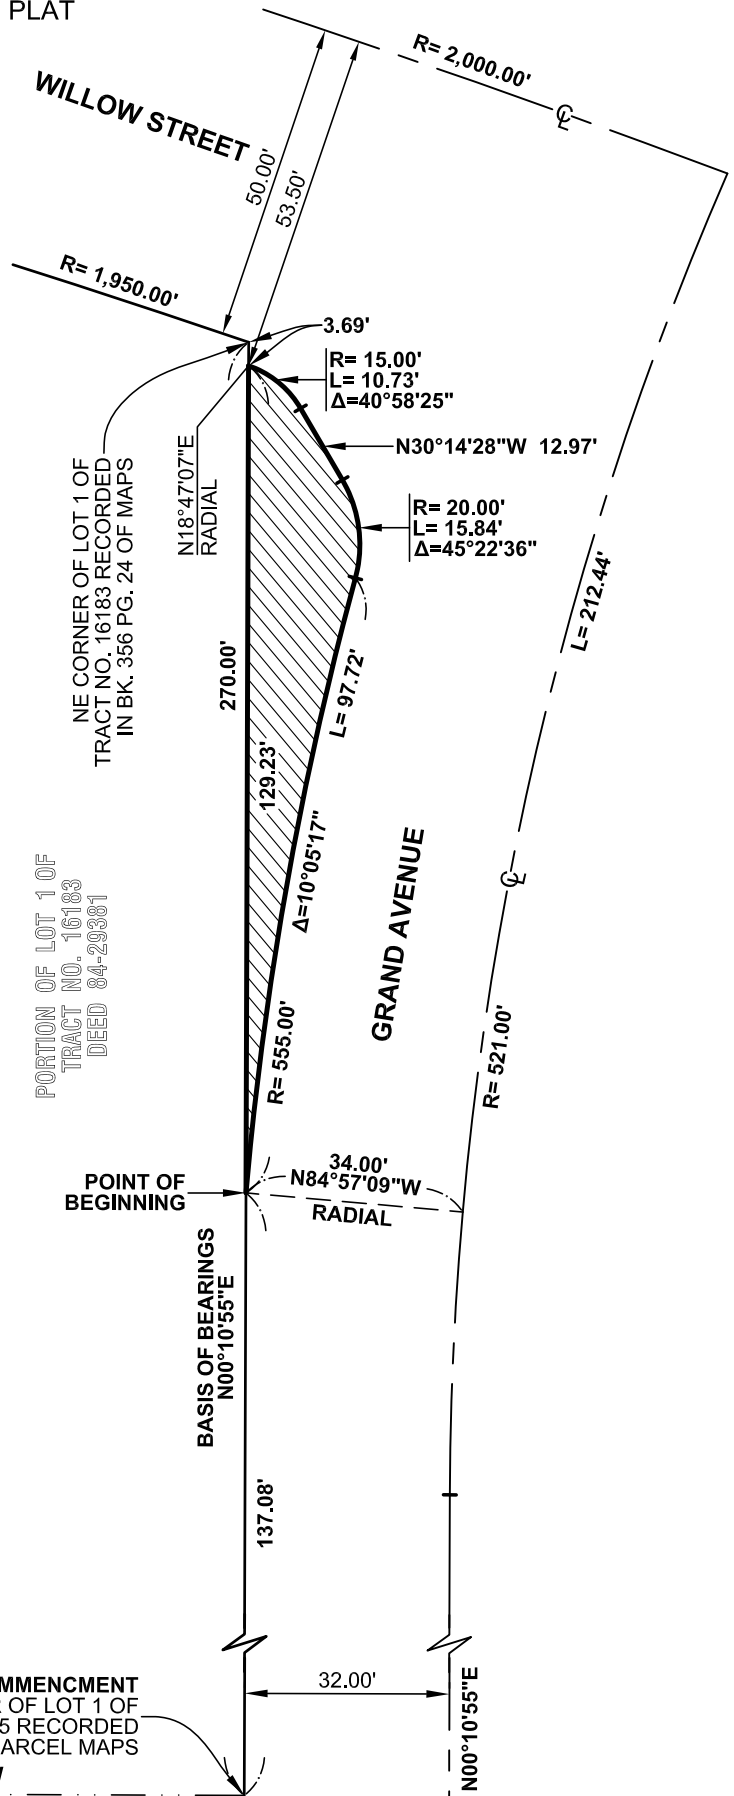 PLAT
WILLOW STREET
R= 2,000.00'
℄
50.00'
53.50'
R= 1,950.00'
3.69'
R= 15.00'
L= 10.73'
Δ=40°58'25"
N18°47'07"E
RADIAL
N30°14'28"W 12.97'
NE CORNER OF LOT 1 OF
TRACT NO. 16183 RECORDED
IN BK. 356 PG. 24 OF MAPS
R= 20.00'
L= 15.84'
Δ=45°22'36"
L= 212.44'
270.00'
L= 97.72'
129.23'
Δ=10°05'17"
GRAND AVENUE
℄
PORTION OF LOT 1 OF
TRACT NO. 16183
DEED 84-29381
R= 555.00'
R= 521.00'
POINT OF
BEGINNING
34.00'
N84°57'09"W
RADIAL
BASIS OF BEARINGS
N00°10'55"E
137.08'
MMENCMENT
OF LOT 1 OF
5 RECORDED
ARCEL MAPS
32.00'
N00°10'55"E